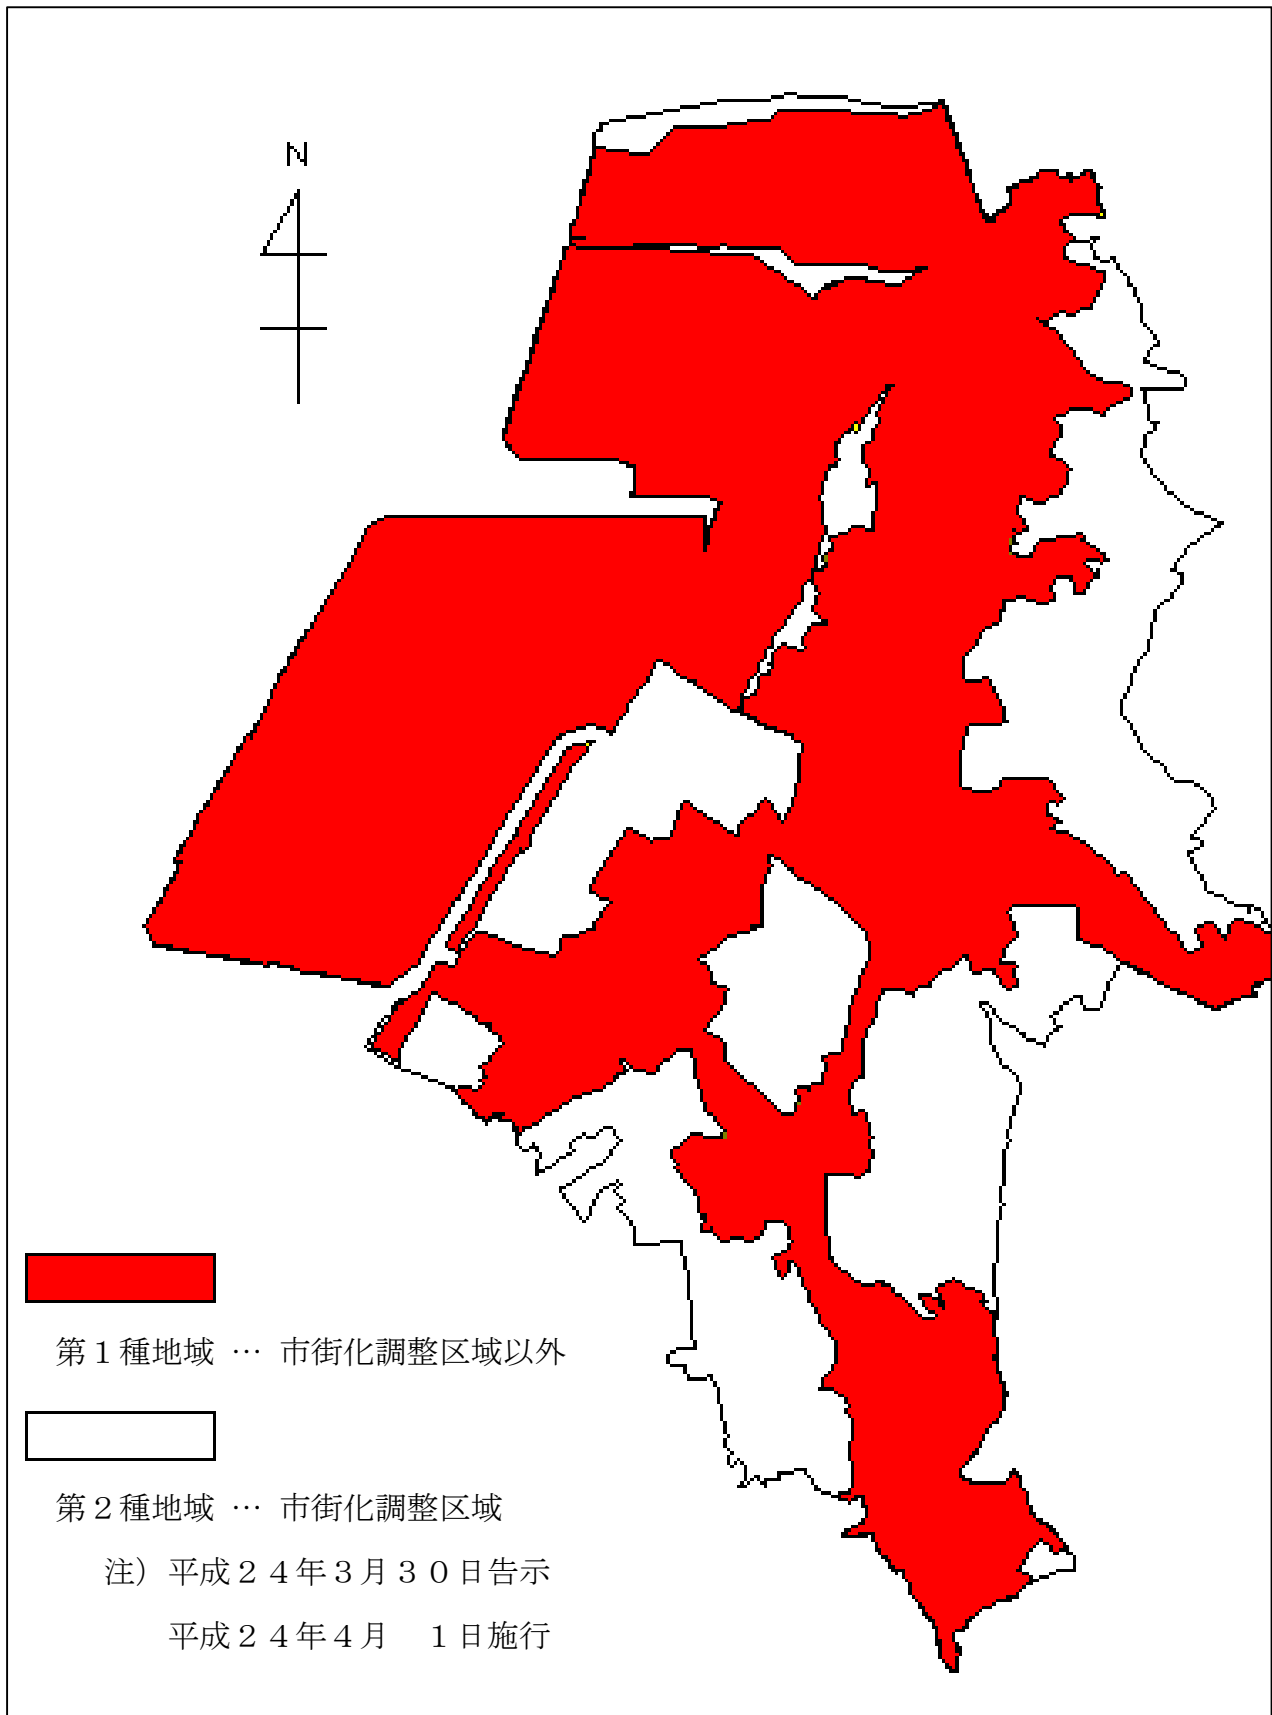 N
第１種地域 … 市街化調整区域以外
第２種地域 … 市街化調整区域
注）平成２４年３月３０日告示
平成２４年４月　１日施行